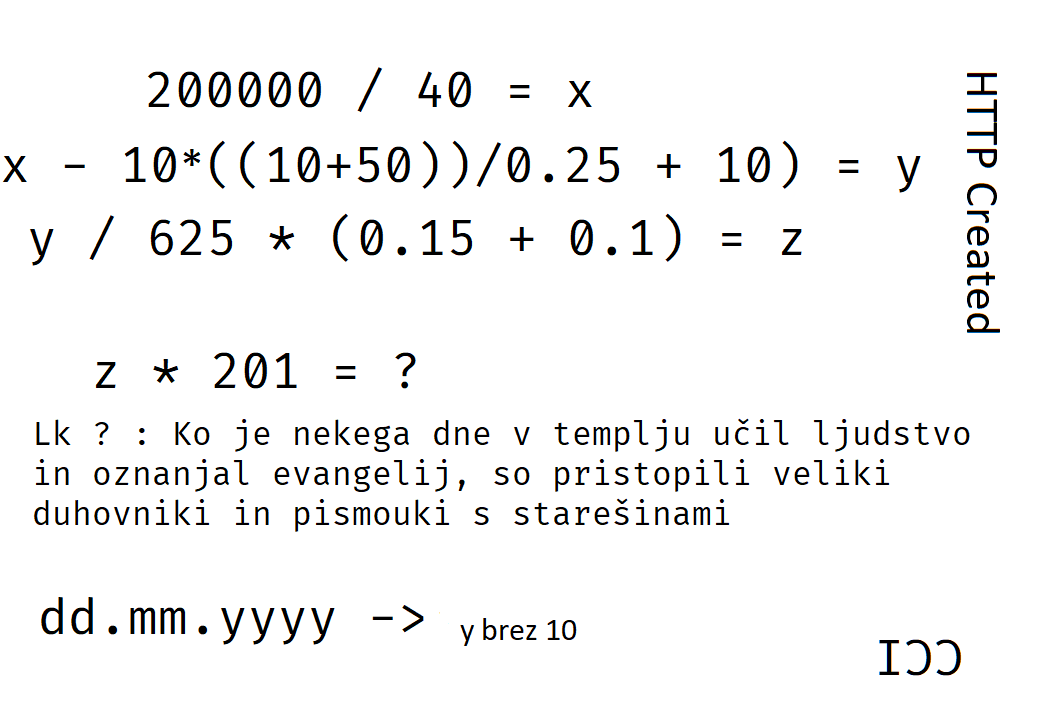 200000 / 40 = x
x - 10*((10+50))/0.25 + 10) = y
y / 625 * (0.15 + 0.1) = z
HTTP Created
z * 201 = ?
Lk ? : Ko je nekega dne v templju učil ljudstvo
in oznanjal evangelij, so pristopili veliki
duhovniki in pismouki s starešinami
dd.mm.yyyy -> y brez 10
CCI